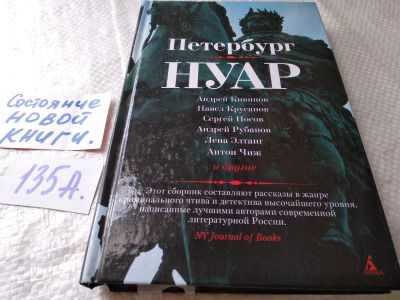 Петербург
НУАР
Андрей Кивинов
Павел Крусанов
Сергей Носов
Андрей Рубанов
Лена Элтанг
Антон Чиж
и другие
Этот сборник составляют рассказы в жанре
криминального чтива и детектива высочайшего уровня,
написанные лучшими авторами современной
литературной России.
NY Journal of Books
АЗБУКА
Состояние
новой
книги.
135А.